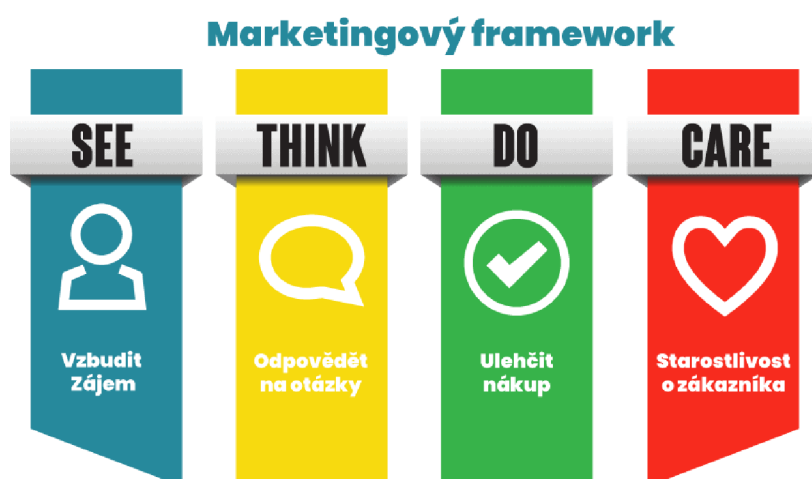 Marketingový framework
SEE
THINK
DO
CARE
Vzbudit
Zájem
Odpovědět
na otázky
Ulehčit
nákup
Starostlivost
o zákazníka